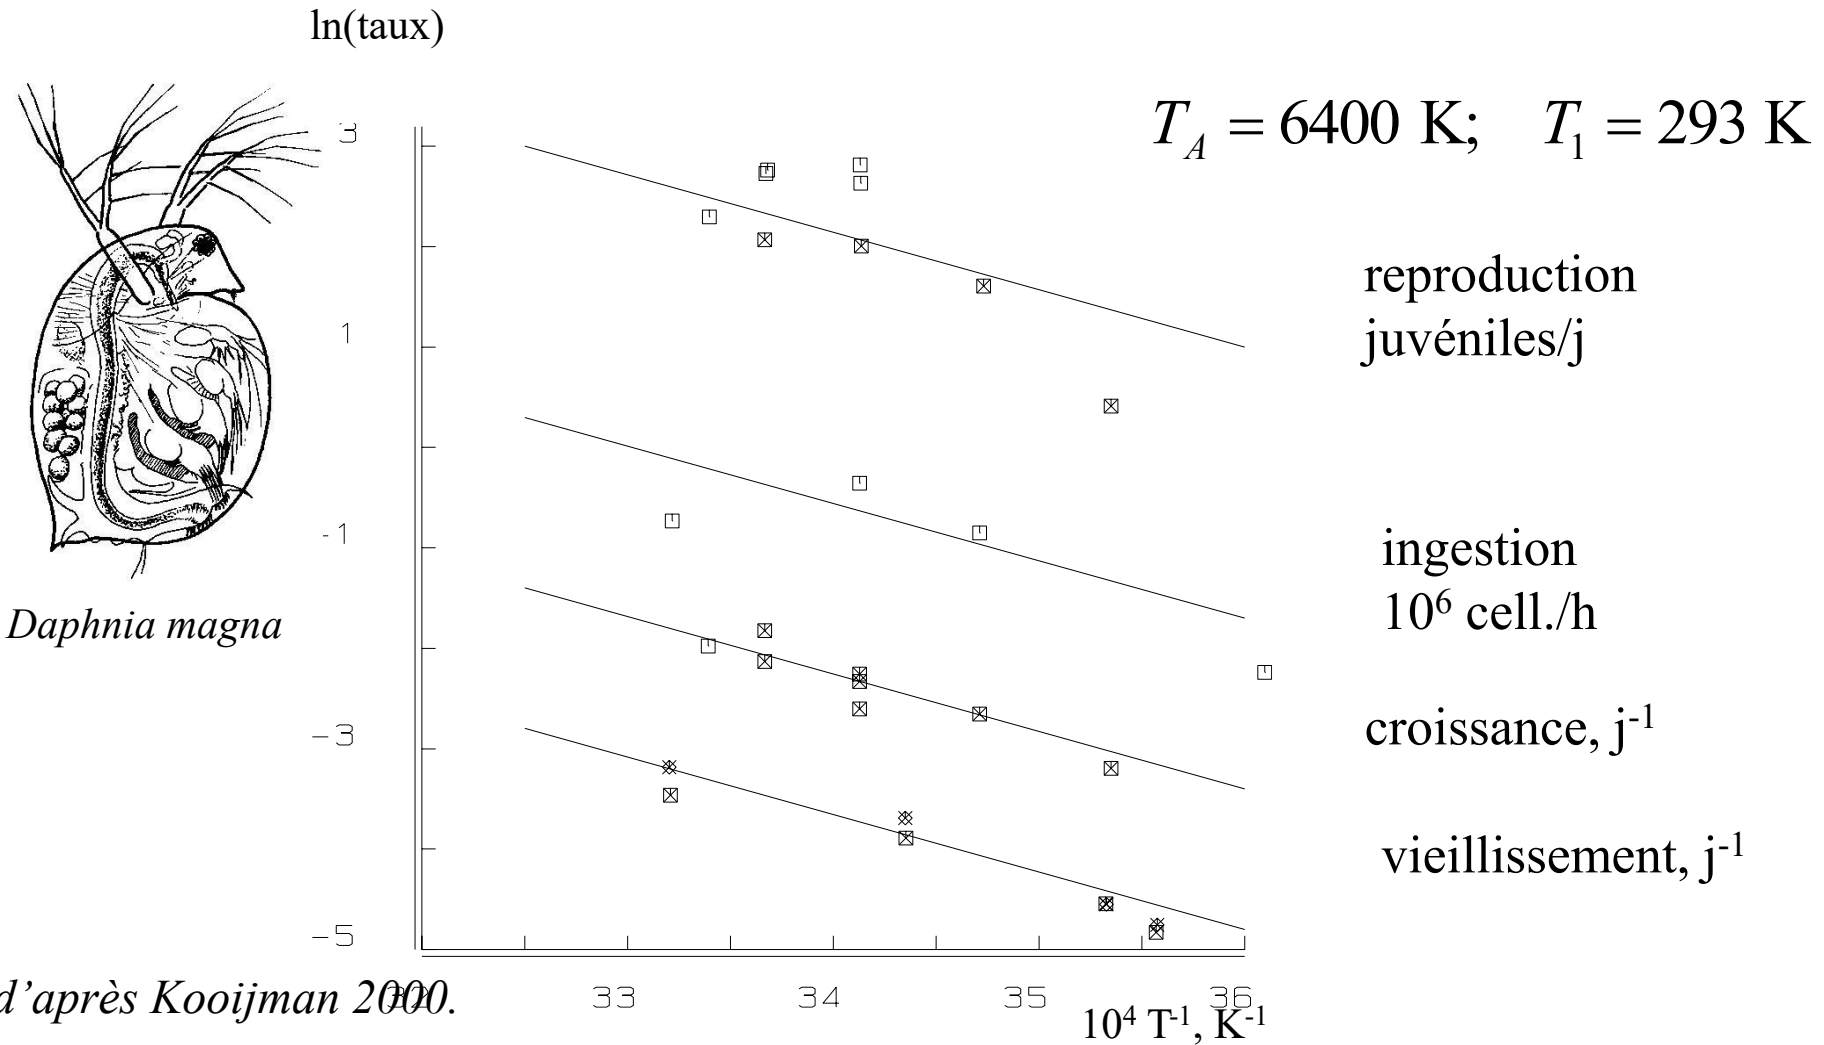 ln(taux)
T_A = 6400 K; T_1 = 293 K
3
1
-1
-3
-5
reproduction
juvéniles/j
ingestion
10⁶ cell./h
croissance, j⁻¹
vieillissement, j⁻¹
Daphnia magna
d’après Kooijman 2000.
32 33 34 35 36
10⁴ T⁻¹, K⁻¹